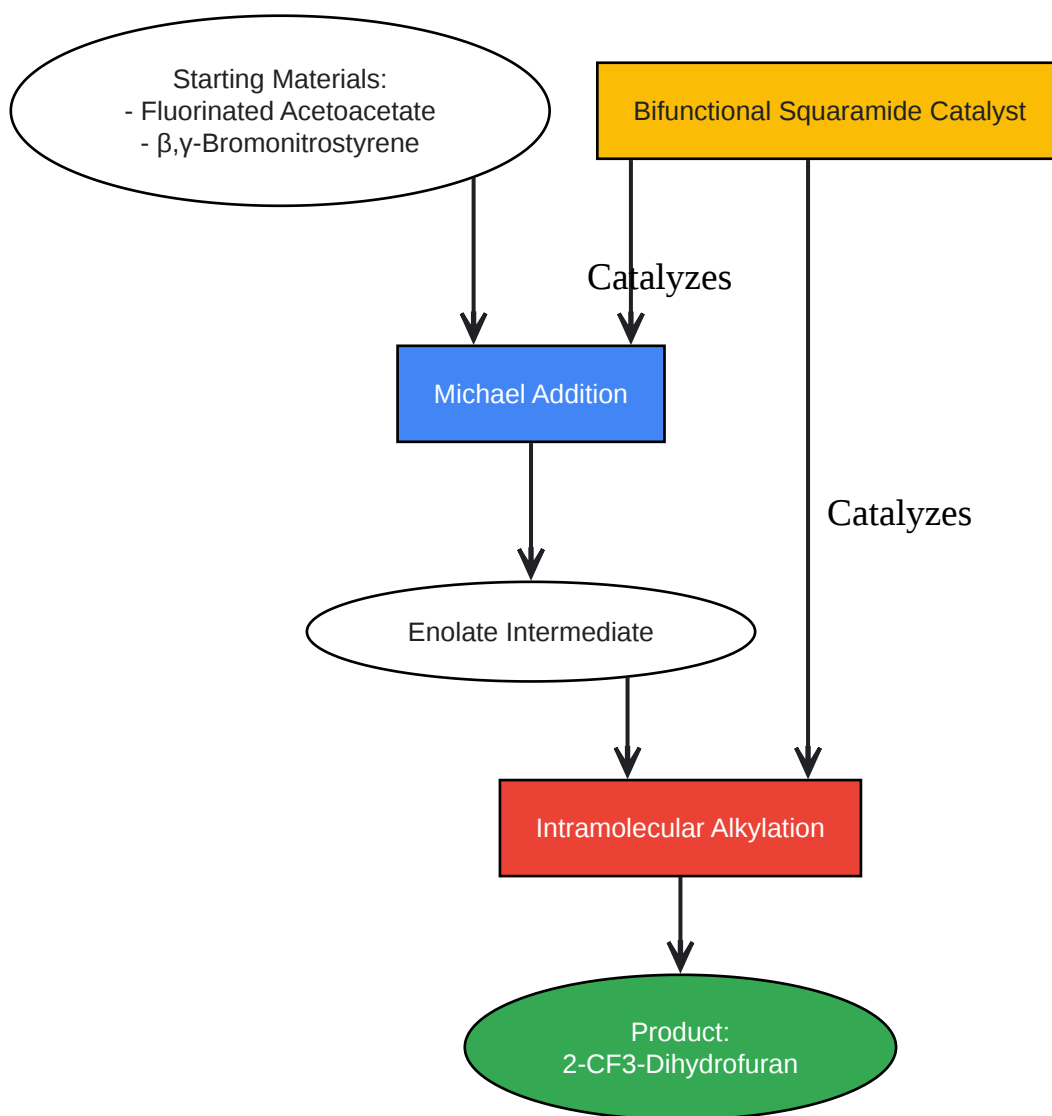 Starting Materials:
- Fluorinated Acetoacetate
- β,γ-Bromonitrostyrene
Bifunctional Squaramide Catalyst
Catalyzes
Michael Addition
Catalyzes
Enolate Intermediate
Intramolecular Alkylation
Product:
2-CF3-Dihydrofuran